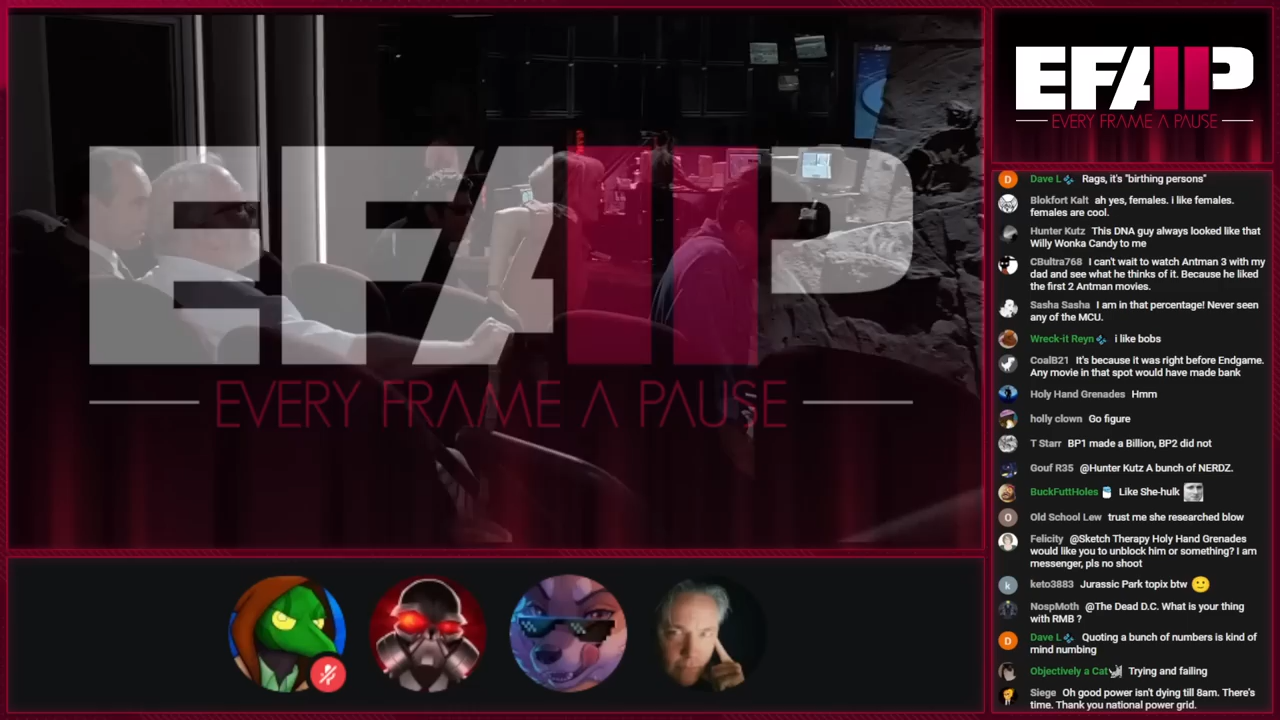 EFAP
EVERY FRAME A PAUSE
EFAP
EVERY FRAME A PAUSE
Dave L Rags, it's "birthing persons"
Blokfort Kalt ah yes, females. i like females.
females are cool.
Hunter Kutz This DNA guy always looked like that
Willy Wonka Candy to me
CBultra768 I can't wait to watch Antman 3 with my
dad and see what he thinks of it. Because he liked
the first 2 Antman movies.
Sasha Sasha I am in that percentage! Never seen
any of the MCU.
Wreck-it Reyn i like bobs
CoalB21 It's because it was right before Endgame.
Any movie in that spot would have made bank
Holy Hand Grenades Hmm
holly clown Go figure
T Starr BP1 made a Billion, BP2 did not
Gouf R35 @Hunter Kutz A bunch of NERDZ.
BuckFuttHoles Like She-hulk
Old School Lew trust me she researched blow
Felicity @Sketch Therapy Holy Hand Grenades
would like you to unblock him or something? I am
messenger, pls no shoot
keto3883 Jurassic Park topix btw 🙂
NospMoth @The Dead D.C. What is your thing
with RMB ?
Dave L Quoting a bunch of numbers is kind of
mind numbing
Objectively a Cat Trying and failing
Siege Oh good power isn't dying till 8am. There's
time. Thank you national power grid.